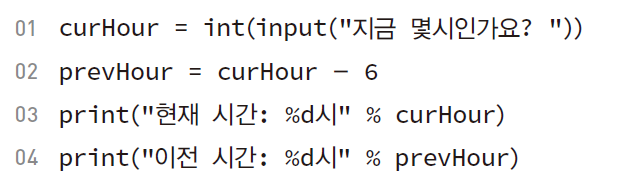 01 curHour = int(input("지금 몇시인가요? "))
02 prevHour = curHour – 6
03 print("현재 시간: %d시" % curHour)
04 print("이전 시간: %d시" % prevHour)